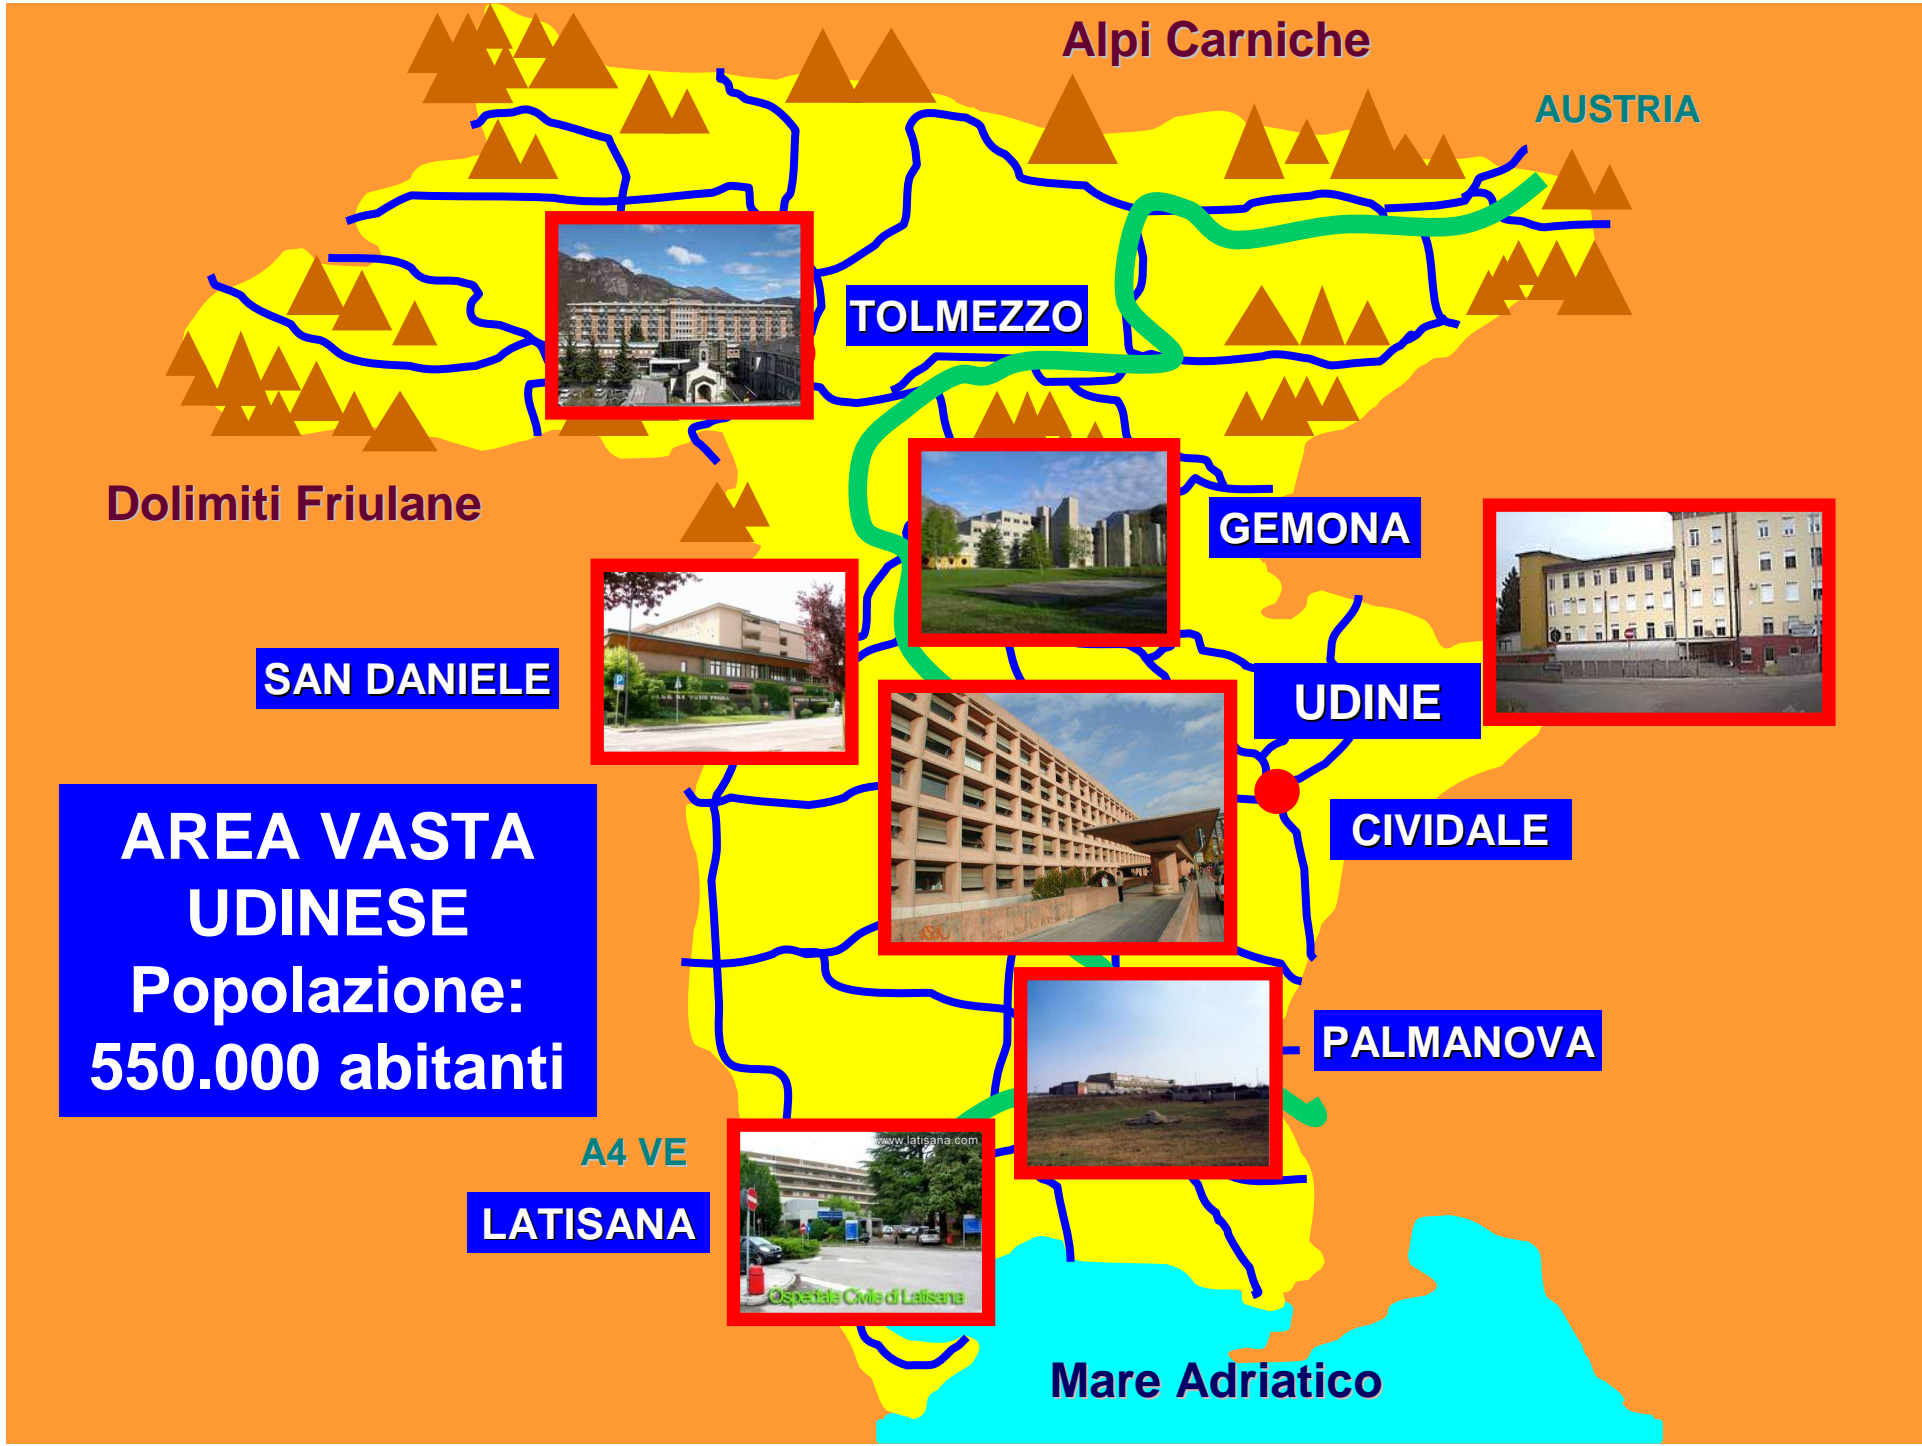 Alpi Carniche
AUSTRIA
TOLMEZZO
Dolimiti Friulane
GEMONA
SAN DANIELE
UDINE
AREA VASTA
UDINESE
Popolazione:
550.000 abitanti
CIVIDALE
PALMANOVA
A4 VE
www.latisana.com
LATISANA
Ospedale Civile di Latisana
Mare Adriatico